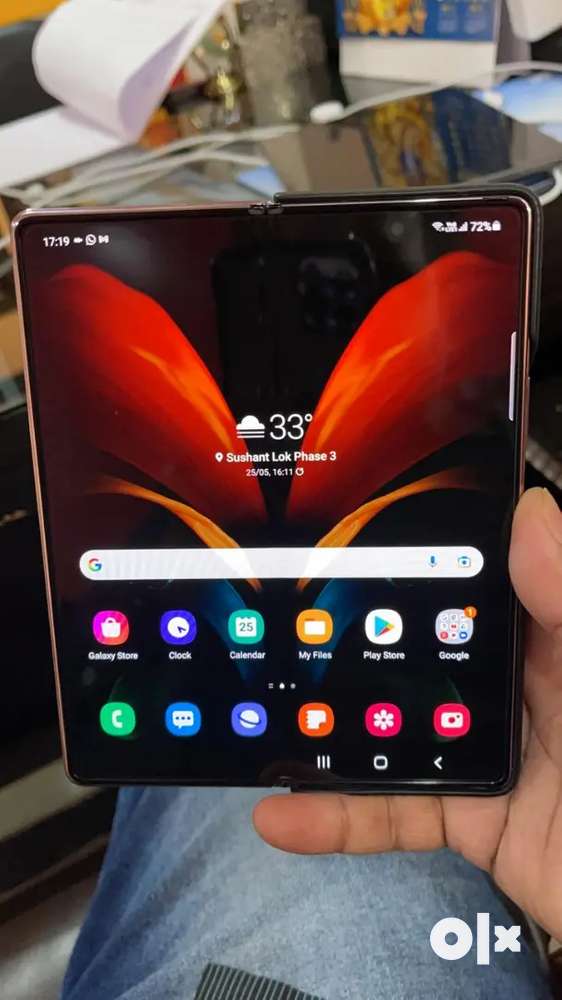 17:19
72%
33°
Sushant Lok Phase 3
25/05, 16:11
G
25
1
Galaxy Store
Clock
Calendar
My Files
Play Store
Google
olx